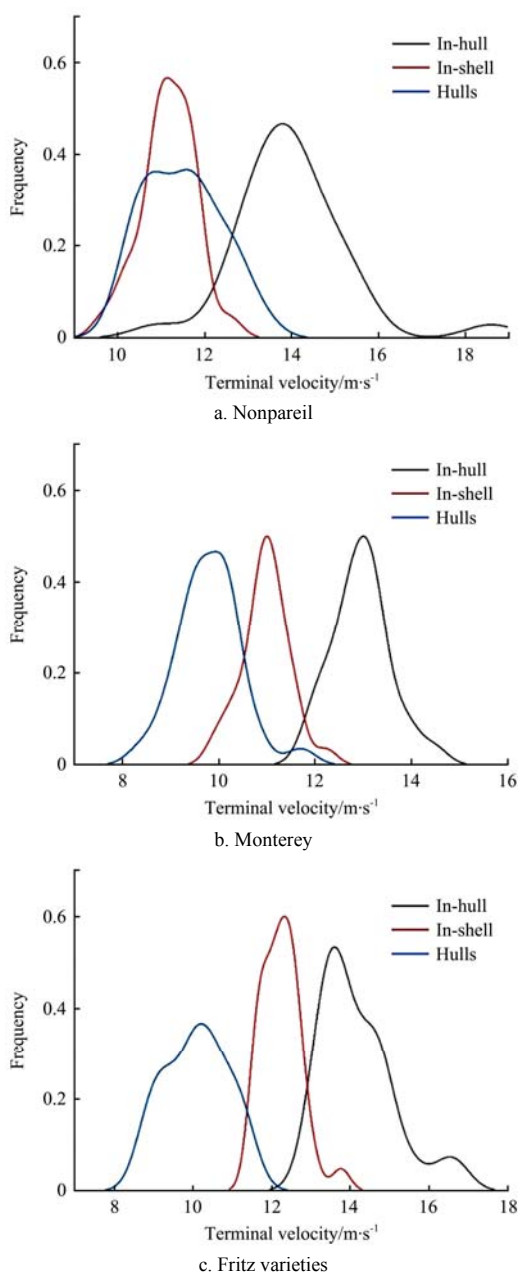 0.6
0.4
0.2
0
Frequency
In-hull
In-shell
Hulls
10 12 14 16 18
Terminal velocity/m·s⁻¹
a. Nonpareil
0.6
0.4
0.2
0
Frequency
In-hull
In-shell
Hulls
8 10 12 14 16
Terminal velocity/m·s⁻¹
b. Monterey
0.6
0.4
0.2
0
Frequency
In-hull
In-shell
Hulls
8 10 12 14 16 18
Terminal velocity/m·s⁻¹
c. Fritz varieties